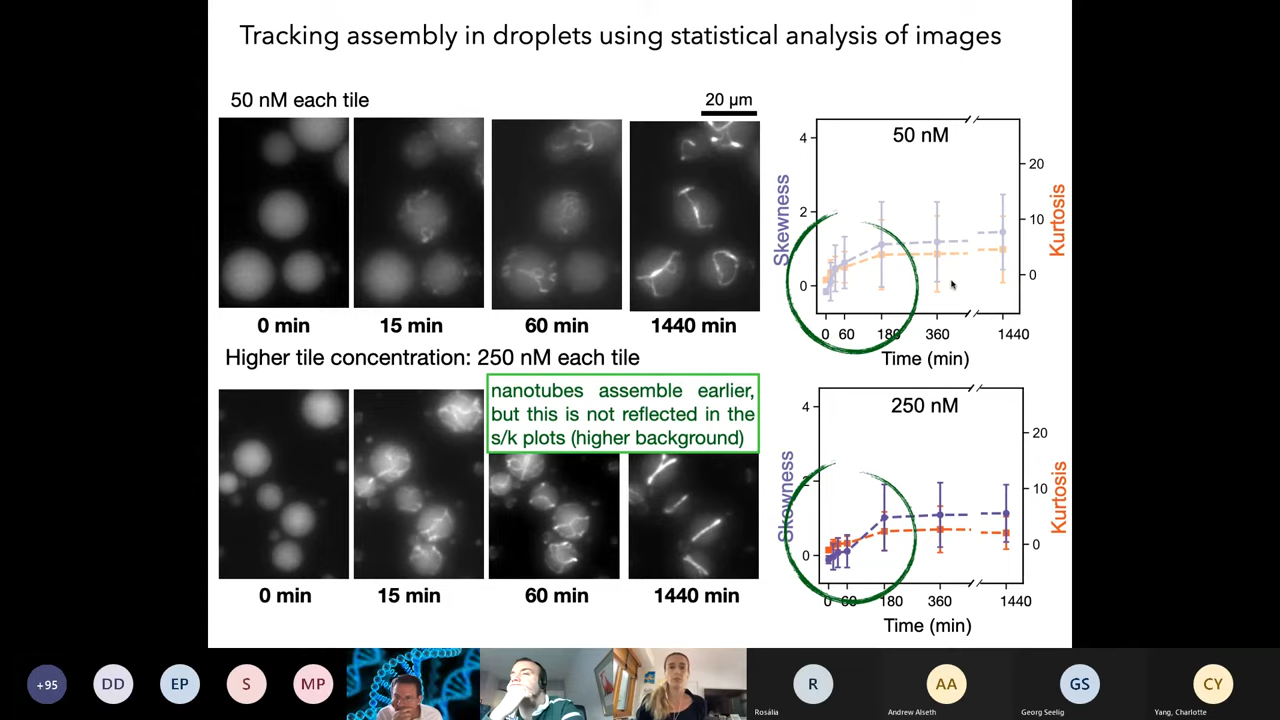 Tracking assembly in droplets using statistical analysis of images
50 nM each tile
20 µm
0 min
15 min
60 min
1440 min
50 nM
4
2
0
20
10
0
Skewness
Kurtosis
0 60 180 360 1440
Time (min)
Higher tile concentration: 250 nM each tile
nanotubes assemble earlier,
but this is not reflected in the
s/k plots (higher background)
0 min
15 min
60 min
1440 min
250 nM
4
2
0
20
10
0
Skewness
Kurtosis
0 60 180 360 1440
Time (min)
+95
DD
EP
S
MP
R
Rosália
AA
Andrew Alseth
GS
Georg Seelig
CY
Yang, Charlotte